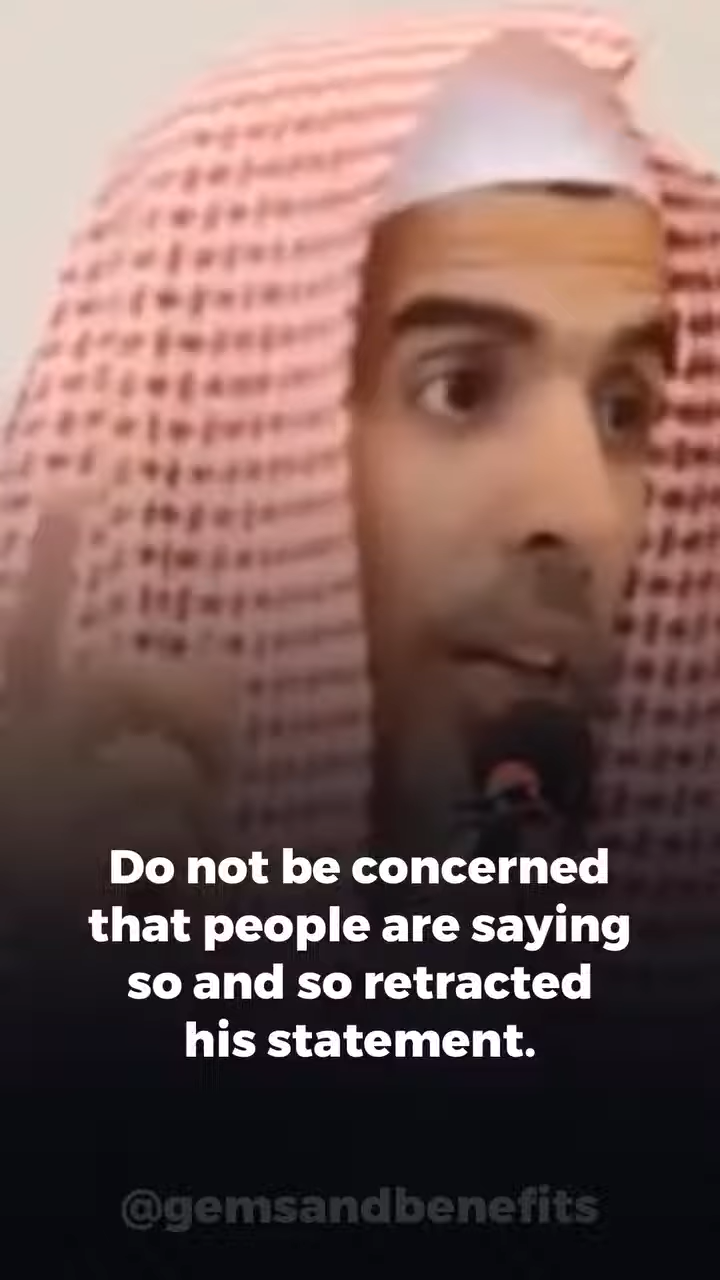 Do not be concerned
that people are saying
so and so retracted
his statement.
@gemsandbenefits